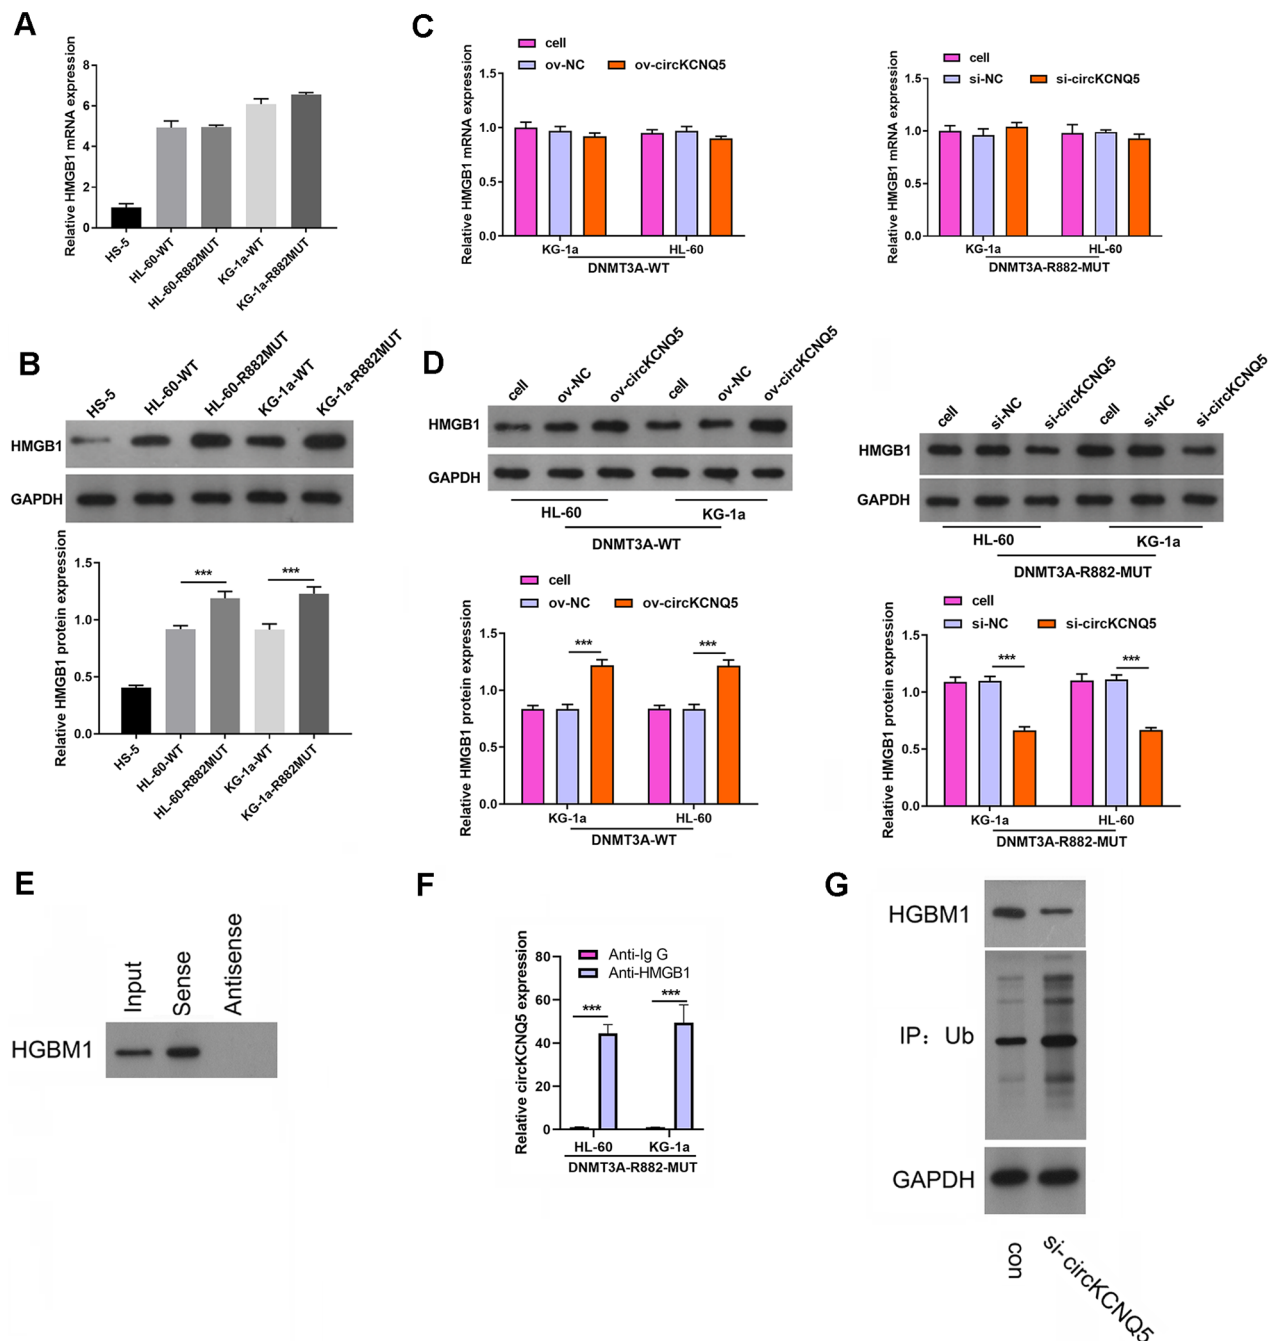 A
Relative HMGB1 mRNA expression
8
6
4
2
0
HS-5
HL-60-WT
HL-60-R882MUT
KG-1a-WT
KG-1a-R882MUT
C
cell
ov-NC
ov-circKCNQ5
Relative HMGB1 mRNA expression
1.5
1.0
0.5
0.0
KG-1a
HL-60
DNMT3A-WT
cell
si-NC
si-circKCNQ5
Relative HMGB1 mRNA expression
1.5
1.0
0.5
0.0
KG-1a
HL-60
DNMT3A-R882-MUT
B
HS-5
HL-60-WT
HL-60-R882MUT
KG-1a-WT
KG-1a-R882MUT
HMGB1
GAPDH
Relative HMGB1 protein expression
1.5
1.0
0.5
0.0
***
***
HS-5
HL-60-WT
HL-60-R882MUT
KG-1a-WT
KG-1a-R882MUT
D
cell
ov-NC
ov-circKCNQ5
cell
ov-NC
ov-circKCNQ5
HMGB1
GAPDH
HL-60
KG-1a
DNMT3A-WT
cell
si-NC
si-circKCNQ5
cell
si-NC
si-circKCNQ5
HMGB1
GAPDH
HL-60
KG-1a
DNMT3A-R882-MUT
cell
ov-NC
ov-circKCNQ5
Relative HMGB1 protein expression
1.5
1.0
0.5
0.0
***
***
KG-1a
HL-60
DNMT3A-WT
cell
si-NC
si-circKCNQ5
Relative HMGB1 protein expression
1.5
1.0
0.5
0.0
***
***
KG-1a
HL-60
DNMT3A-R882-MUT
E
Input
Sense
Antisense
HGBM1
F
Anti-Ig G
Anti-HMGB1
Relative circKCNQ5 expression
80
60
40
20
0
***
***
HL-60
KG-1a
DNMT3A-R882-MUT
G
HGBM1
IP: Ub
GAPDH
con
si-circKCNQ5